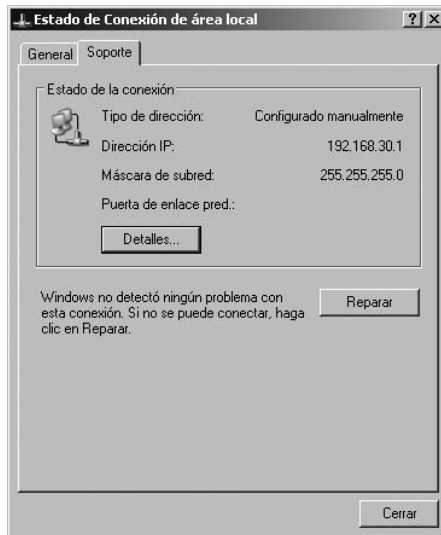 Estado de Conexión de área local
General
Soporte
Estado de la conexión
Tipo de dirección: Configurado manualmente
Dirección IP: 192.168.30.1
Máscara de subred: 255.255.255.0
Puerta de enlace pred.:
Detalles...
Windows no detectó ningún problema con
esta conexión. Si no se puede conectar, haga
clic en Reparar.
Reparar
Cerrar